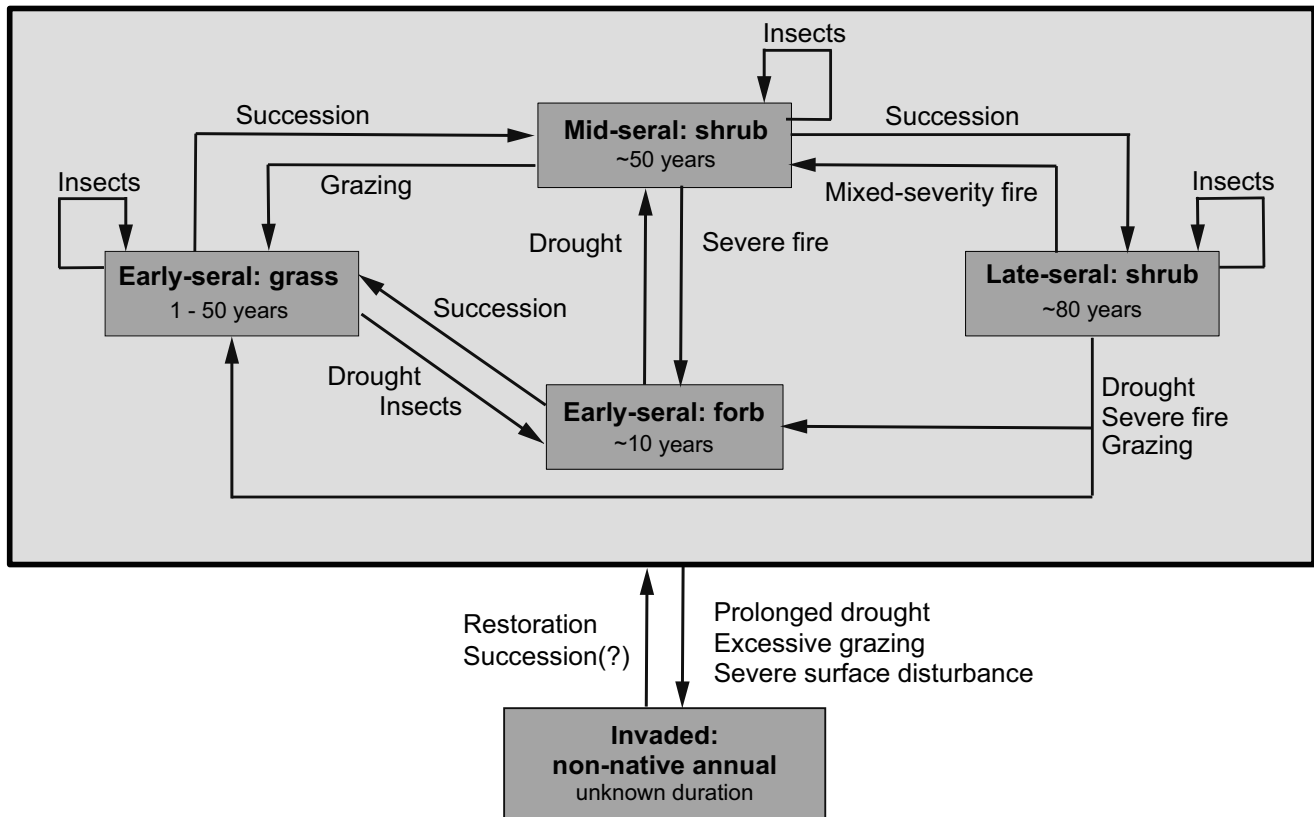 Insects
Succession
Mid-seral: shrub
~50 years
Succession
Insects
Grazing
Mixed-severity fire
Insects
Drought
Severe fire
Early-seral: grass
1 - 50 years
Late-seral: shrub
~80 years
Succession
Drought
Insects
Early-seral: forb
~10 years
Drought
Severe fire
Grazing
Restoration
Succession(?)
Prolonged drought
Excessive grazing
Severe surface disturbance
Invaded:
non-native annual
unknown duration